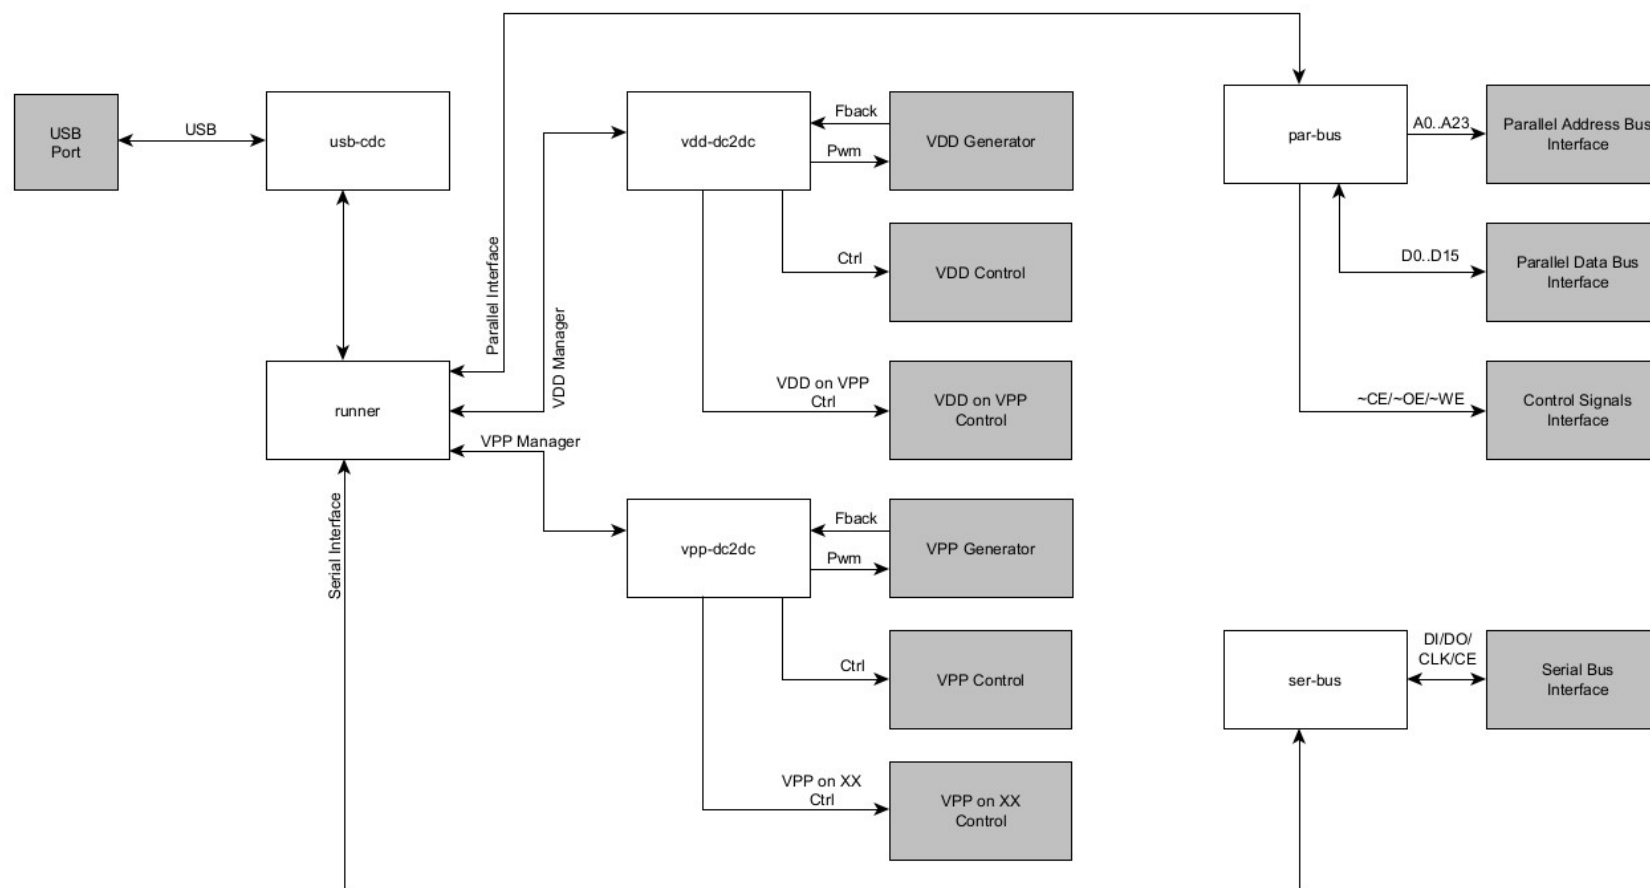 USB
Port
USB
usb-cdc
runner
Parallel Interface
VDD Manager
VPP Manager
Serial Interface
vdd-dc2dc
Fback
Pwm
VDD Generator
Ctrl
VDD Control
VDD on VPP
Ctrl
VDD on VPP
Control
vpp-dc2dc
Fback
Pwm
VPP Generator
Ctrl
VPP Control
VPP on XX
Ctrl
VPP on XX
Control
par-bus
A0..A23
Parallel Address Bus
Interface
D0..D15
Parallel Data Bus
Interface
~CE/~OE/~WE
Control Signals
Interface
ser-bus
DI/DO/
CLK/CE
Serial Bus
Interface